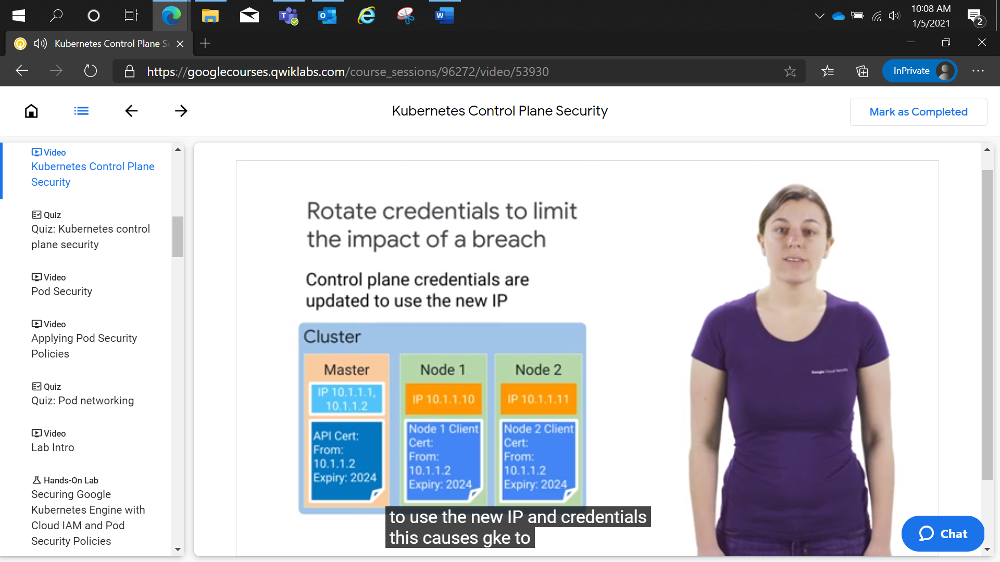 10:08 AM
1/5/2021
2
Kubernetes Control Plane Se
https://googlecourses.qwiklabs.com/course_sessions/96272/video/53930
InPrivate
Kubernetes Control Plane Security
Mark as Completed
Video
Kubernetes Control Plane
Security
Quiz
Quiz: Kubernetes control
plane security
Video
Pod Security
Video
Applying Pod Security
Policies
Quiz
Quiz: Pod networking
Video
Lab Intro
Hands-On Lab
Securing Google
Kubernetes Engine with
Cloud IAM and Pod
Security Policies
Rotate credentials to limit
the impact of a breach
Control plane credentials are
updated to use the new IP
Cluster
Master
IP 10.1.1.1,
10.1.1.2
API Cert:
From:
10.1.1.2
Expiry: 2024
Node 1
IP 10.1.1.10
Node 1 Client
Cert:
From:
10.1.1.2
Expiry: 2024
Node 2
IP 10.1.1.11
Node 2 Client
Cert:
From:
10.1.1.2
Expiry: 2024
Google Cloud Security
to use the new IP and credentials
this causes gke to
Chat